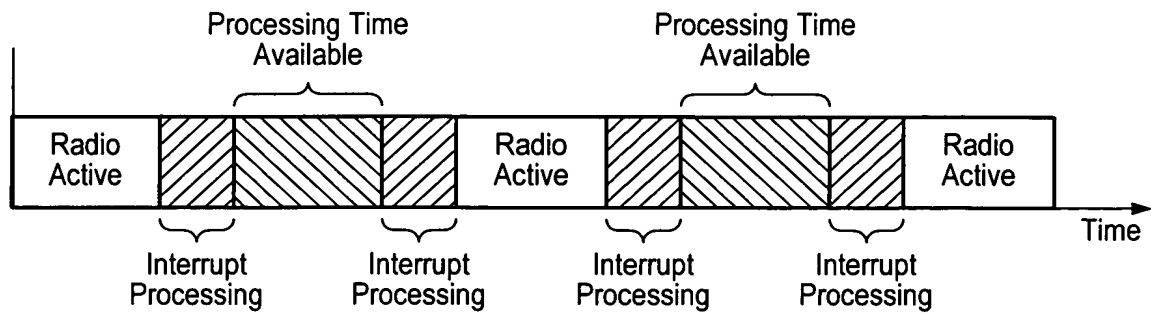 Processing Time
Available
Processing Time
Available
Radio
Active
Radio
Active
Radio
Active
Time
Interrupt
Processing
Interrupt
Processing
Interrupt
Processing
Interrupt
Processing